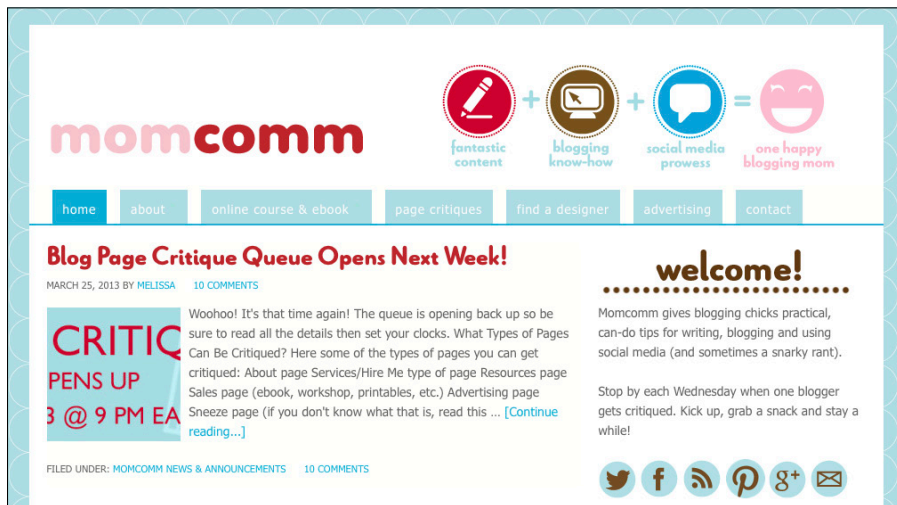 momcomm
fantastic
content
blogging
know-how
social media
prowess
one happy
blogging mom
home
about
online course & ebook
page critiques
find a designer
advertising
contact
Blog Page Critique Queue Opens Next Week!
MARCH 25, 2013 BY MELISSA 10 COMMENTS
CRITIQ
PENS UP
3 @ 9 PM EA
Woohoo! It's that time again! The queue is opening back up so be
sure to read all the details then set your clocks. What Types of Pages
Can Be Critiqued? Here some of the types of pages you can get
critiqued: About page Services/Hire Me type of page Resources page
Sales page (ebook, workshop, printables, etc.) Advertising page
Sneeze page (if you don't know what that is, read this ... [Continue
reading...]
FILED UNDER: MOMCOMM NEWS & ANNOUNCEMENTS 10 COMMENTS
welcome!
Momcomm gives blogging chicks practical,
can-do tips for writing, blogging and using
social media (and sometimes a snarky rant).
Stop by each Wednesday when one blogger
gets critiqued. Kick up, grab a snack and stay a
while!
g+